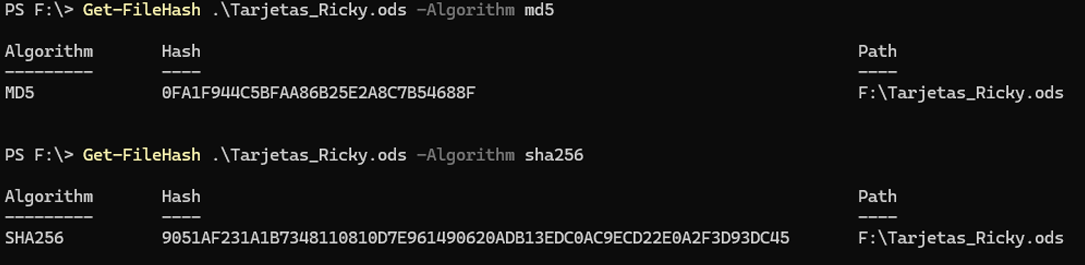 PS F:\> Get-FileHash .\Tarjetas_Ricky.ods -Algorithm md5
Algorithm Hash Path
--------- ---- ----
MD5 0FA1F944C5BFAA86B25E2A8C7B54688F F:\Tarjetas_Ricky.ods
PS F:\> Get-FileHash .\Tarjetas_Ricky.ods -Algorithm sha256
Algorithm Hash Path
--------- ---- ----
SHA256 9051AF231A1B7348110810D7E961490620ADB13EDC0AC9ECD22E0A2F3D93DC45 F:\Tarjetas_Ricky.ods